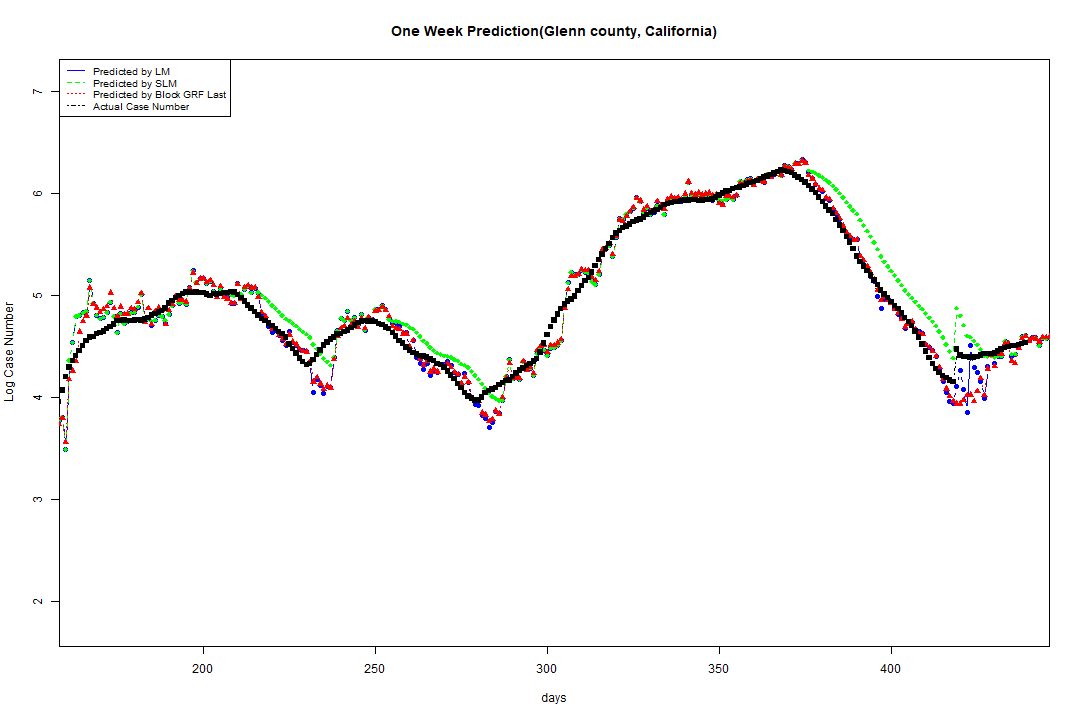 One Week Prediction(Glenn county, California)
Predicted by LM
Predicted by SLM
Predicted by Block GRF Last
Actual Case Number
7
6
5
4
3
2
Log Case Number
200
250
300
350
400
days